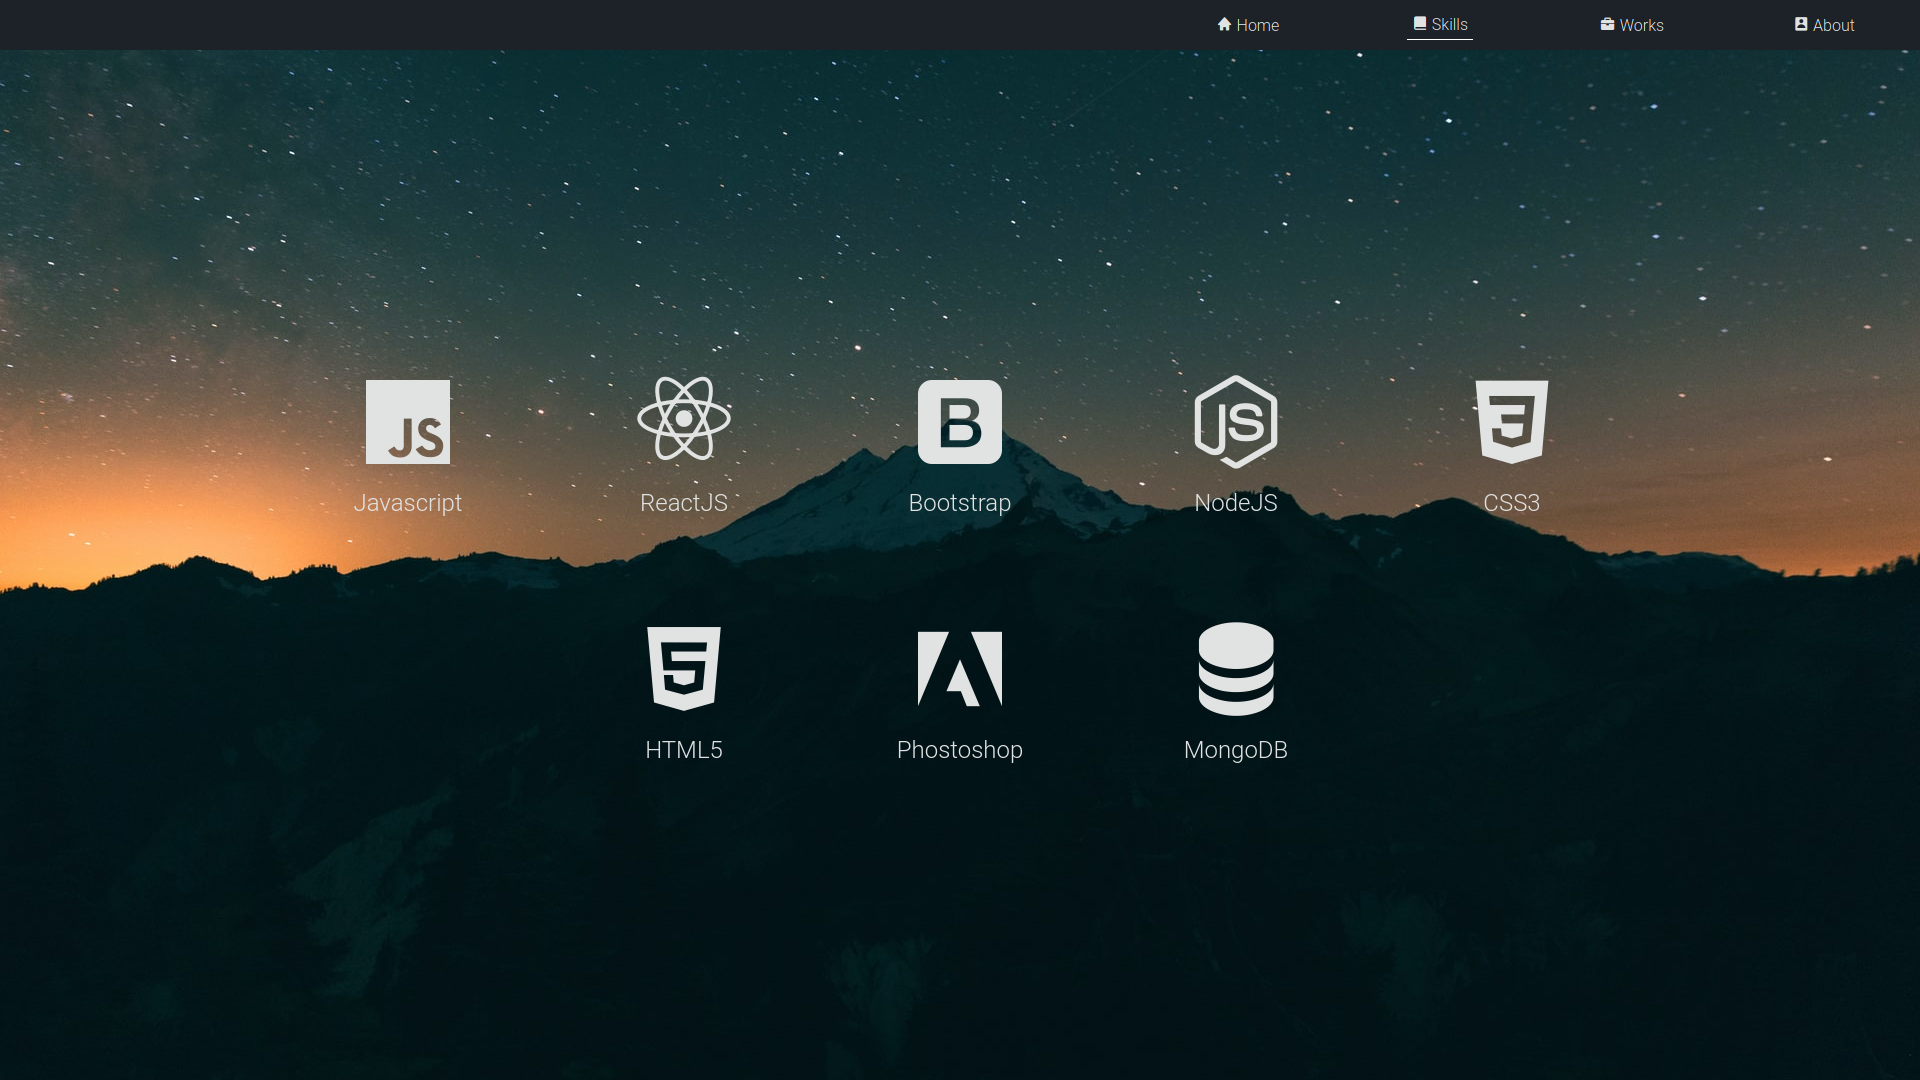 Home Skills Works About
JS B JS 3
Javascript ReactJS Bootstrap NodeJS CSS3
5 A
HTML5 Phostoshop MongoDB